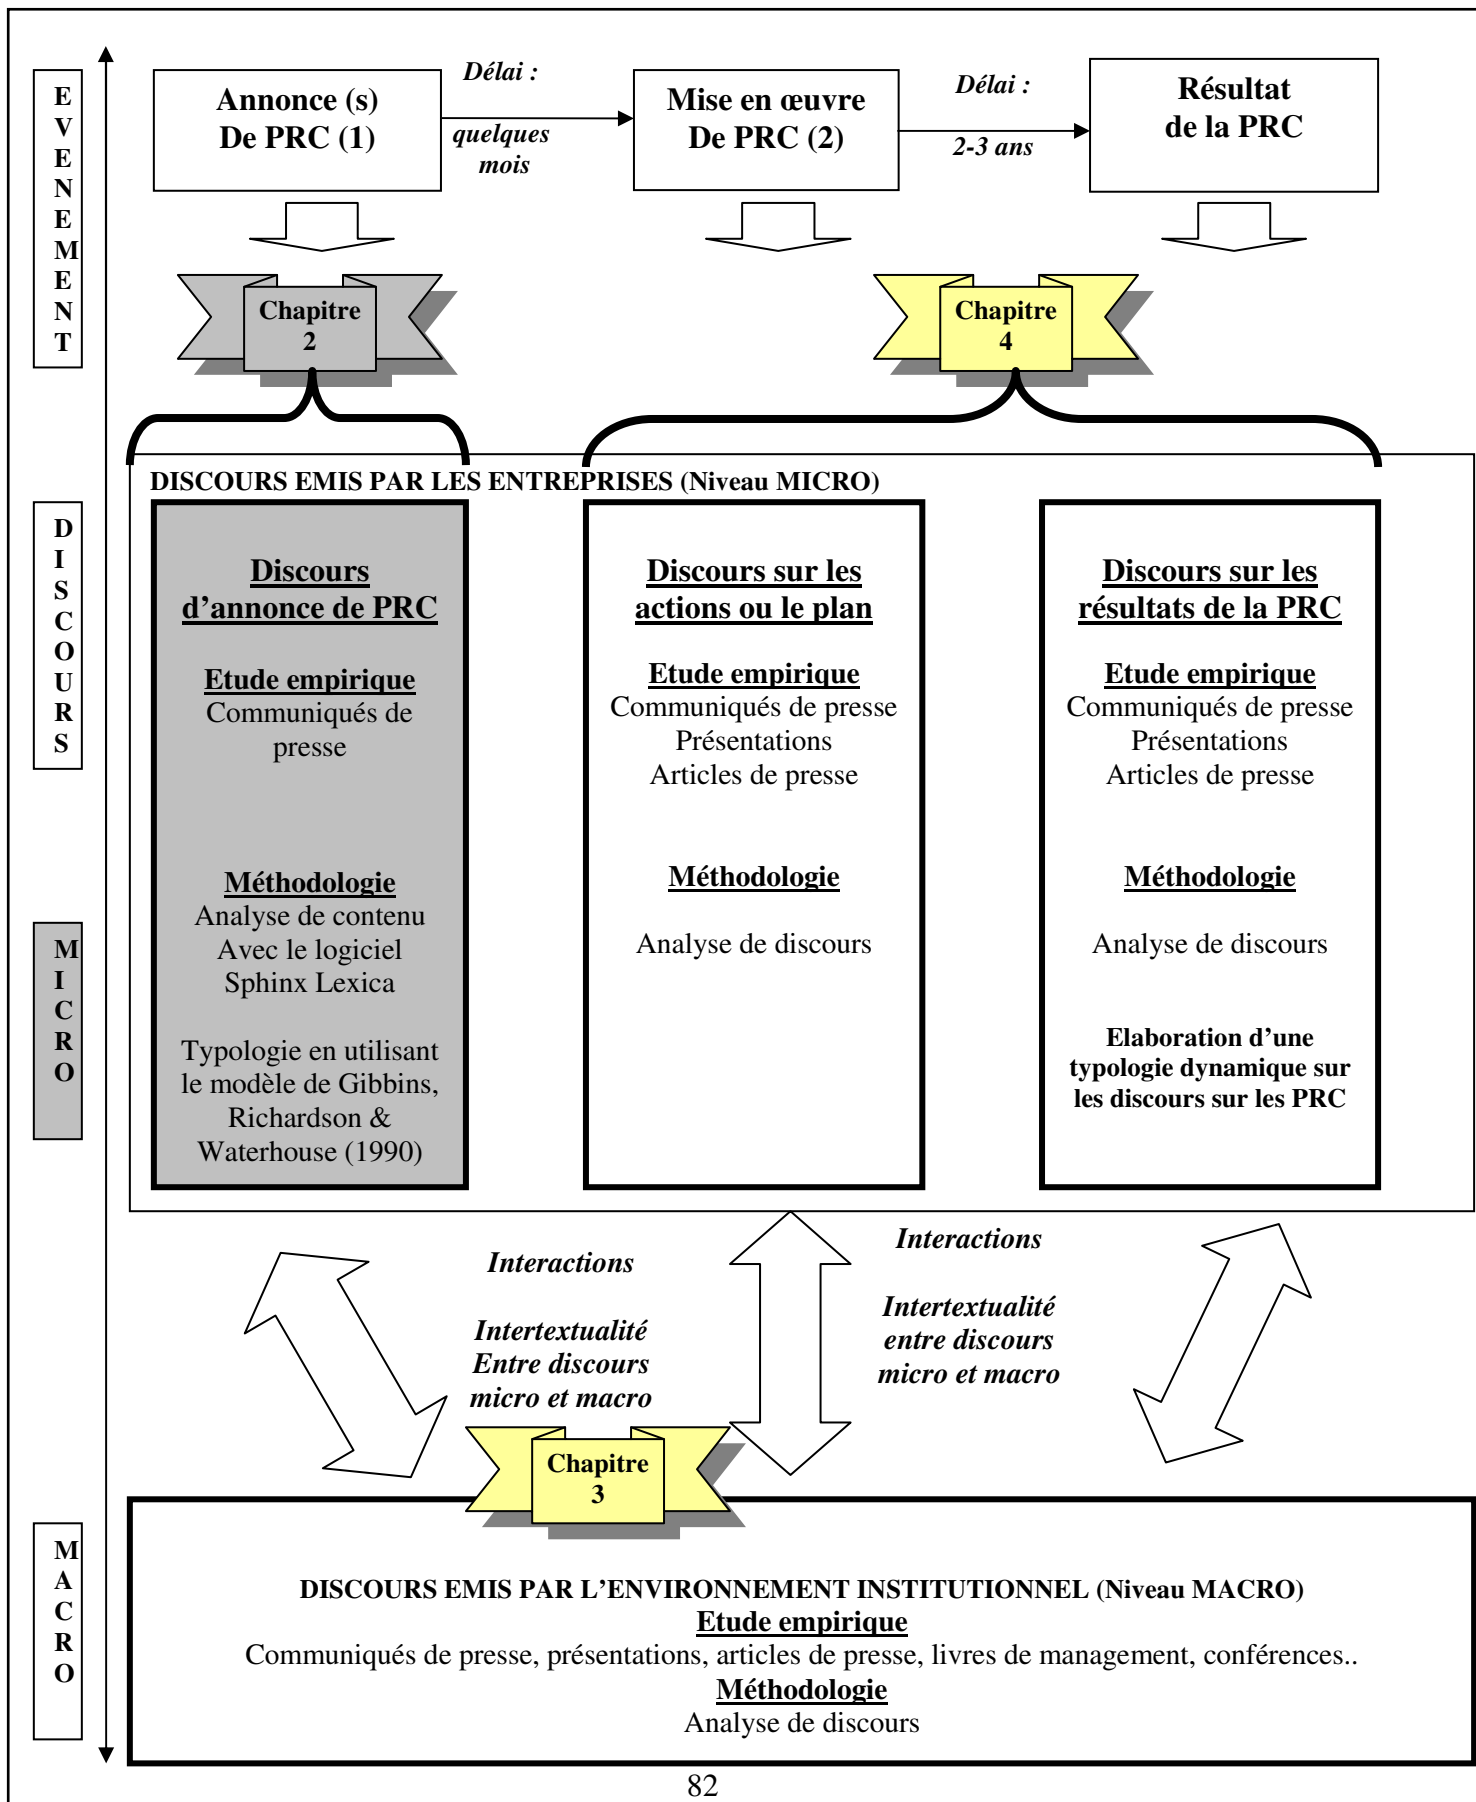 EVENEMENT
Annonce (s)
De PRC (1)
Délai :
quelques
mois
Mise en œuvre
De PRC (2)
Délai :
2-3 ans
Résultat
de la PRC
Chapitre
2
Chapitre
4
DISCOURS
DISCOURS EMIS PAR LES ENTREPRISES (Niveau MICRO)
Discours
d’annonce de PRC
Etude empirique
Communiqués de
presse
Méthodologie
Analyse de contenu
Avec le logiciel
Sphinx Lexica
Typologie en utilisant
le modèle de Gibbins,
Richardson &
Waterhouse (1990)
Discours sur les
actions ou le plan
Etude empirique
Communiqués de presse
Présentations
Articles de presse
Méthodologie
Analyse de discours
Discours sur les
résultats de la PRC
Etude empirique
Communiqués de presse
Présentations
Articles de presse
Méthodologie
Analyse de discours
Elaboration d’une
typologie dynamique sur
les discours sur les PRC
MICRO
Interactions
Intertextualité
Entre discours
micro et macro
Interactions
Intertextualité
entre discours
micro et macro
Chapitre
3
MACRO
DISCOURS EMIS PAR L’ENVIRONNEMENT INSTITUTIONNEL (Niveau MACRO)
Etude empirique
Communiqués de presse, présentations, articles de presse, livres de management, conférences..
Méthodologie
Analyse de discours
82